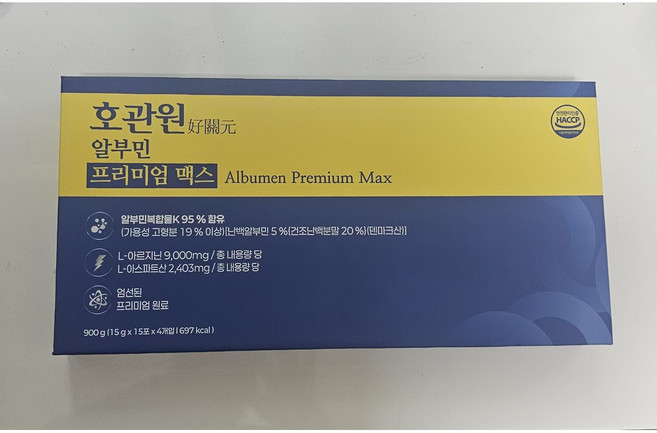 호관원 好關元
알부민
프리미엄 맥스 Albumen Premium Max
HACCP
알부민복합물K 95 % 함유
(가용성 고형분 19 % 이상)[난백알부민 5 %{건조난백분말 20 %}(덴마크산)]
L-아르지닌 9,000mg / 총 내용량 당
L-아스파트산 2,403mg / 총 내용량 당
엄선된
프리미엄 원료
900 g (15 g x 15포 x 4개입 I 697 kcal)